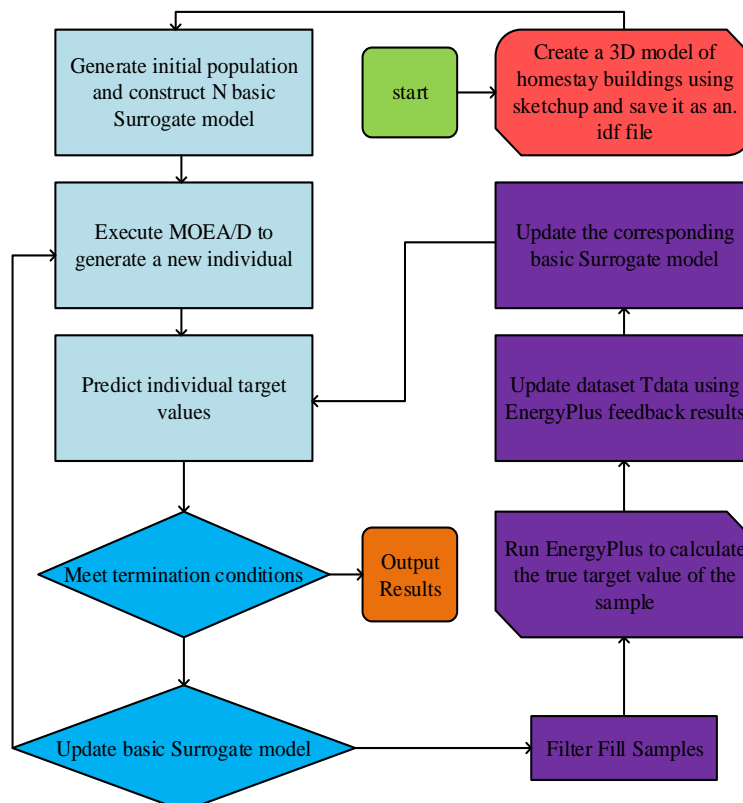 Generate initial population
and construct N basic
Surrogate model
start
Create a 3D model of
homestay buildings using
sketchup and save it as an.
idf file
Execute MOEA/D to
generate a new individual
Update the corresponding
basic Surrogate model
Predict individual target
values
Update dataset Tdata using
EnergyPlus feedback results
Meet termination conditions
Output
Results
Run EnergyPlus to calculate
the true target value of the
sample
Update basic Surrogate model
Filter Fill Samples